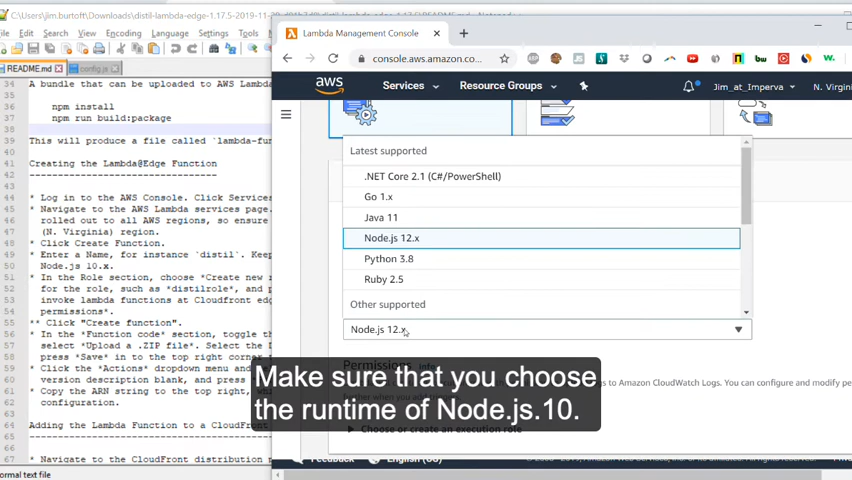 C:\Users\jim.burtoft\Downloads\distil-lambda-edge-1.17.5-2019-11-
File Edit Search View Encoding Language Settings
README.md config.js
34 A bundle that can be uploaded to AWS Lambda
35
36 npm install
37 npm run build:package
38
39 This will produce a file called `lambda-fun
40
41 Creating the Lambda@Edge Function
42 ----------------------------------
43
44 * Log in to the AWS Console. Click Services
45 * Navigate to the AWS Lambda services page.
46 rolled out to all AWS regions, so ensure
47 (N. Virginia) region.
48 * Click Create Function.
49 * Enter a Name, for instance `distil`. Keep
50 Node.js 10.x.
51 * In the Role section, choose *Create new r
52 for the role, such as *distilrole*, and p
53 invoke lambda functions at Cloudfront edg
54 permissions*.
55 ** Click "Create function".
56 * In the *Function code* section, toggle th
57 select *Upload a .ZIP file*. Select the D
58 press *Save* in to the top right corner
59 * Click the *Actions* dropdown menu and
60 version description blank, and press
61 * Copy the ARN string to the top right, wh
62 configuration.
63
64 Adding the Lambda Function to a CloudFront
65 ----------------------------------
66
67 * Navigate to the CloudFront distribution
ormal text file
Lambda Management Console
console.aws.amazon.co...
aws Services Resource Groups Jim_at_Imperva N. Virgini
Latest supported
.NET Core 2.1 (C#/PowerShell)
Go 1.x
Java 11
Node.js 12.x
Python 3.8
Ruby 2.5
Other supported
Node.js 12.x
Permissions Info
gs to Amazon CloudWatch Logs. You can configure and modify pe
further when you add triggers.
Choose or create an execution role
Feedback English (US)
Make sure that you choose
the runtime of Node.js.10.